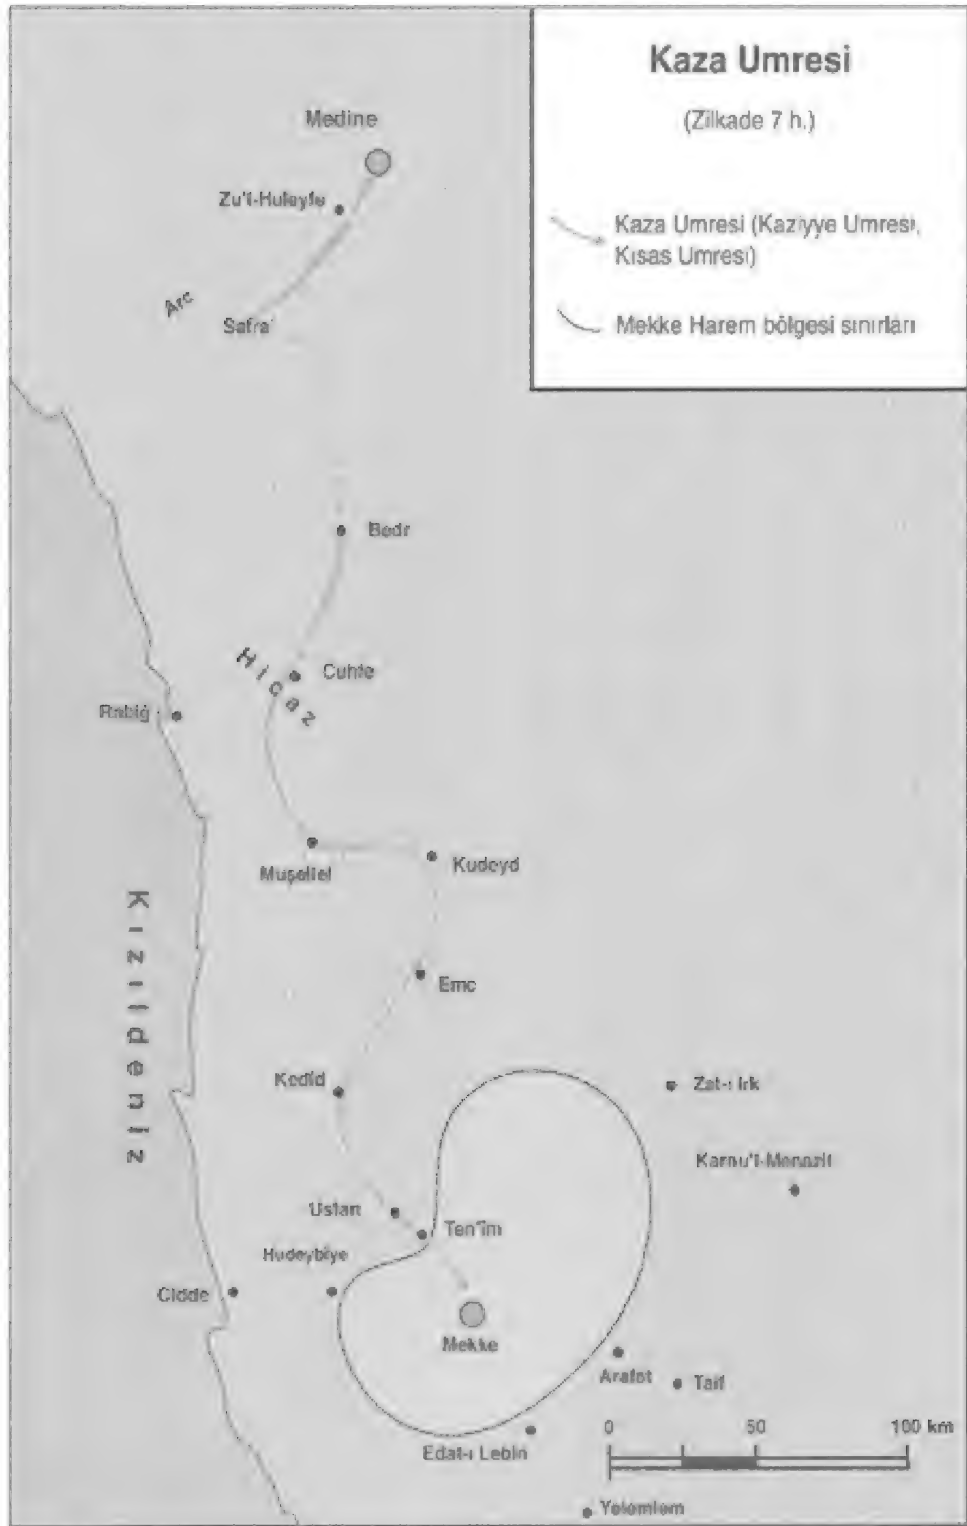 Kaza Umresi
(Zilkade 7 h.)
Kaza Umresi (Kaziyye Umresi,
Kısas Umresi)
Mekke Harem bölgesi sınırları
Medine
Zu'l-Huleyfe
Arc
Safra'
Bedr
Cuhfe
Hicaz
Rabiğ
Muşellel
Kudeyd
Kızıldeniz
Emc
Kedid
Zat-ı Irk
Karnu'l-Menazil
Usfan
Ten'im
Hudeybiye
Cidde
Mekke
Arafat
Taif
0 50 100 km
Edat-ı Lebin
Yelemlem